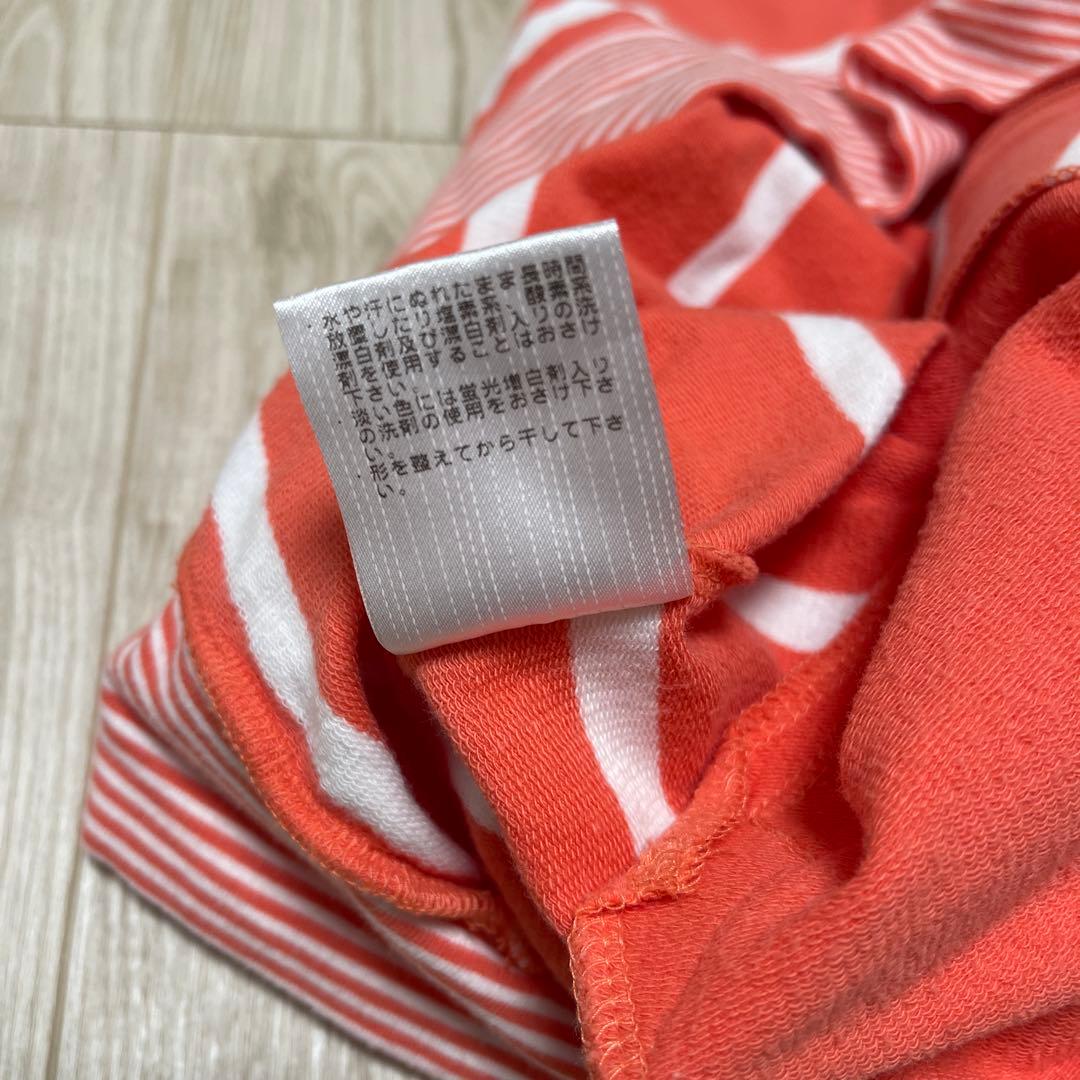 ・水や汗にぬれたまま、長時間
放置したり塩素系、酸素系
漂白剤及び漂白剤入りの洗
剤を使用することはおさけ
下さい。
・淡い色には蛍光増白剤入り
の洗剤の使用をおさけ下さ
い。
・形を整えてから干して下さ
い。